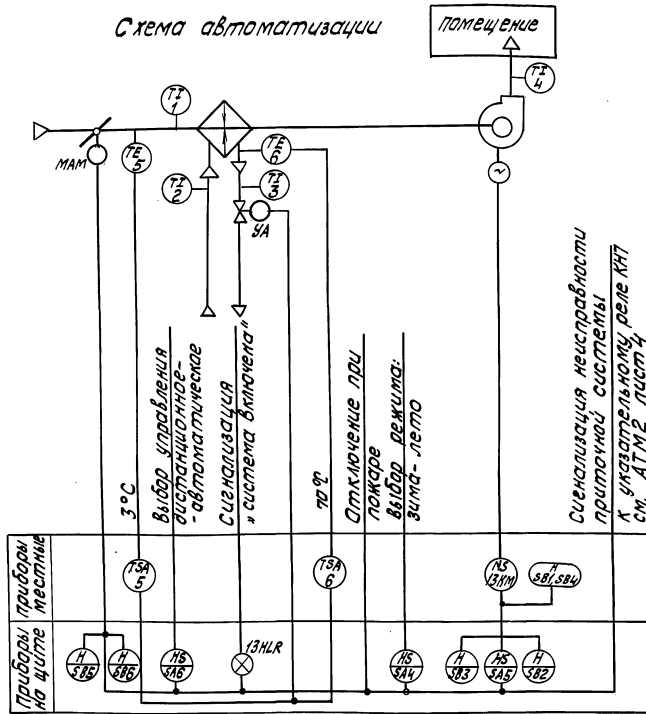 Схема автоматизации
помещение
TI 4
TI 1
TE 5
МАМ
TI 2
TE 6
TI 3
УА
3°С
Выбор управления
дистанционное-
-автоматическое
Сигнализация
"система включена"
70°С
Отключение при
пожаре
выбор режима:
зима-лето
Сигнализация неисправности
приточной системы
к указательному реле КН7
см. АТМ2 лист 4
Приборы местные
TSA 5
TSA 6
NS 13КМ
H SB1,SB4
Приборы на щите
H SB5
H SB6
HS SA6
13HLR
HS SA4
H SB3
HS SA5
H SB2